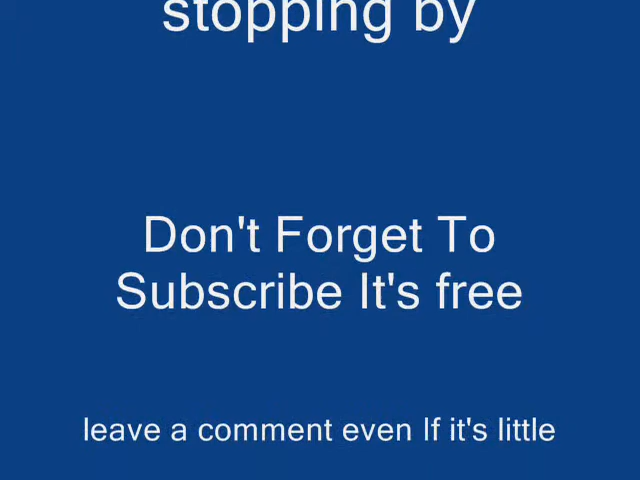 stopping by
Don't Forget To
Subscribe It's free
leave a comment even If it's little